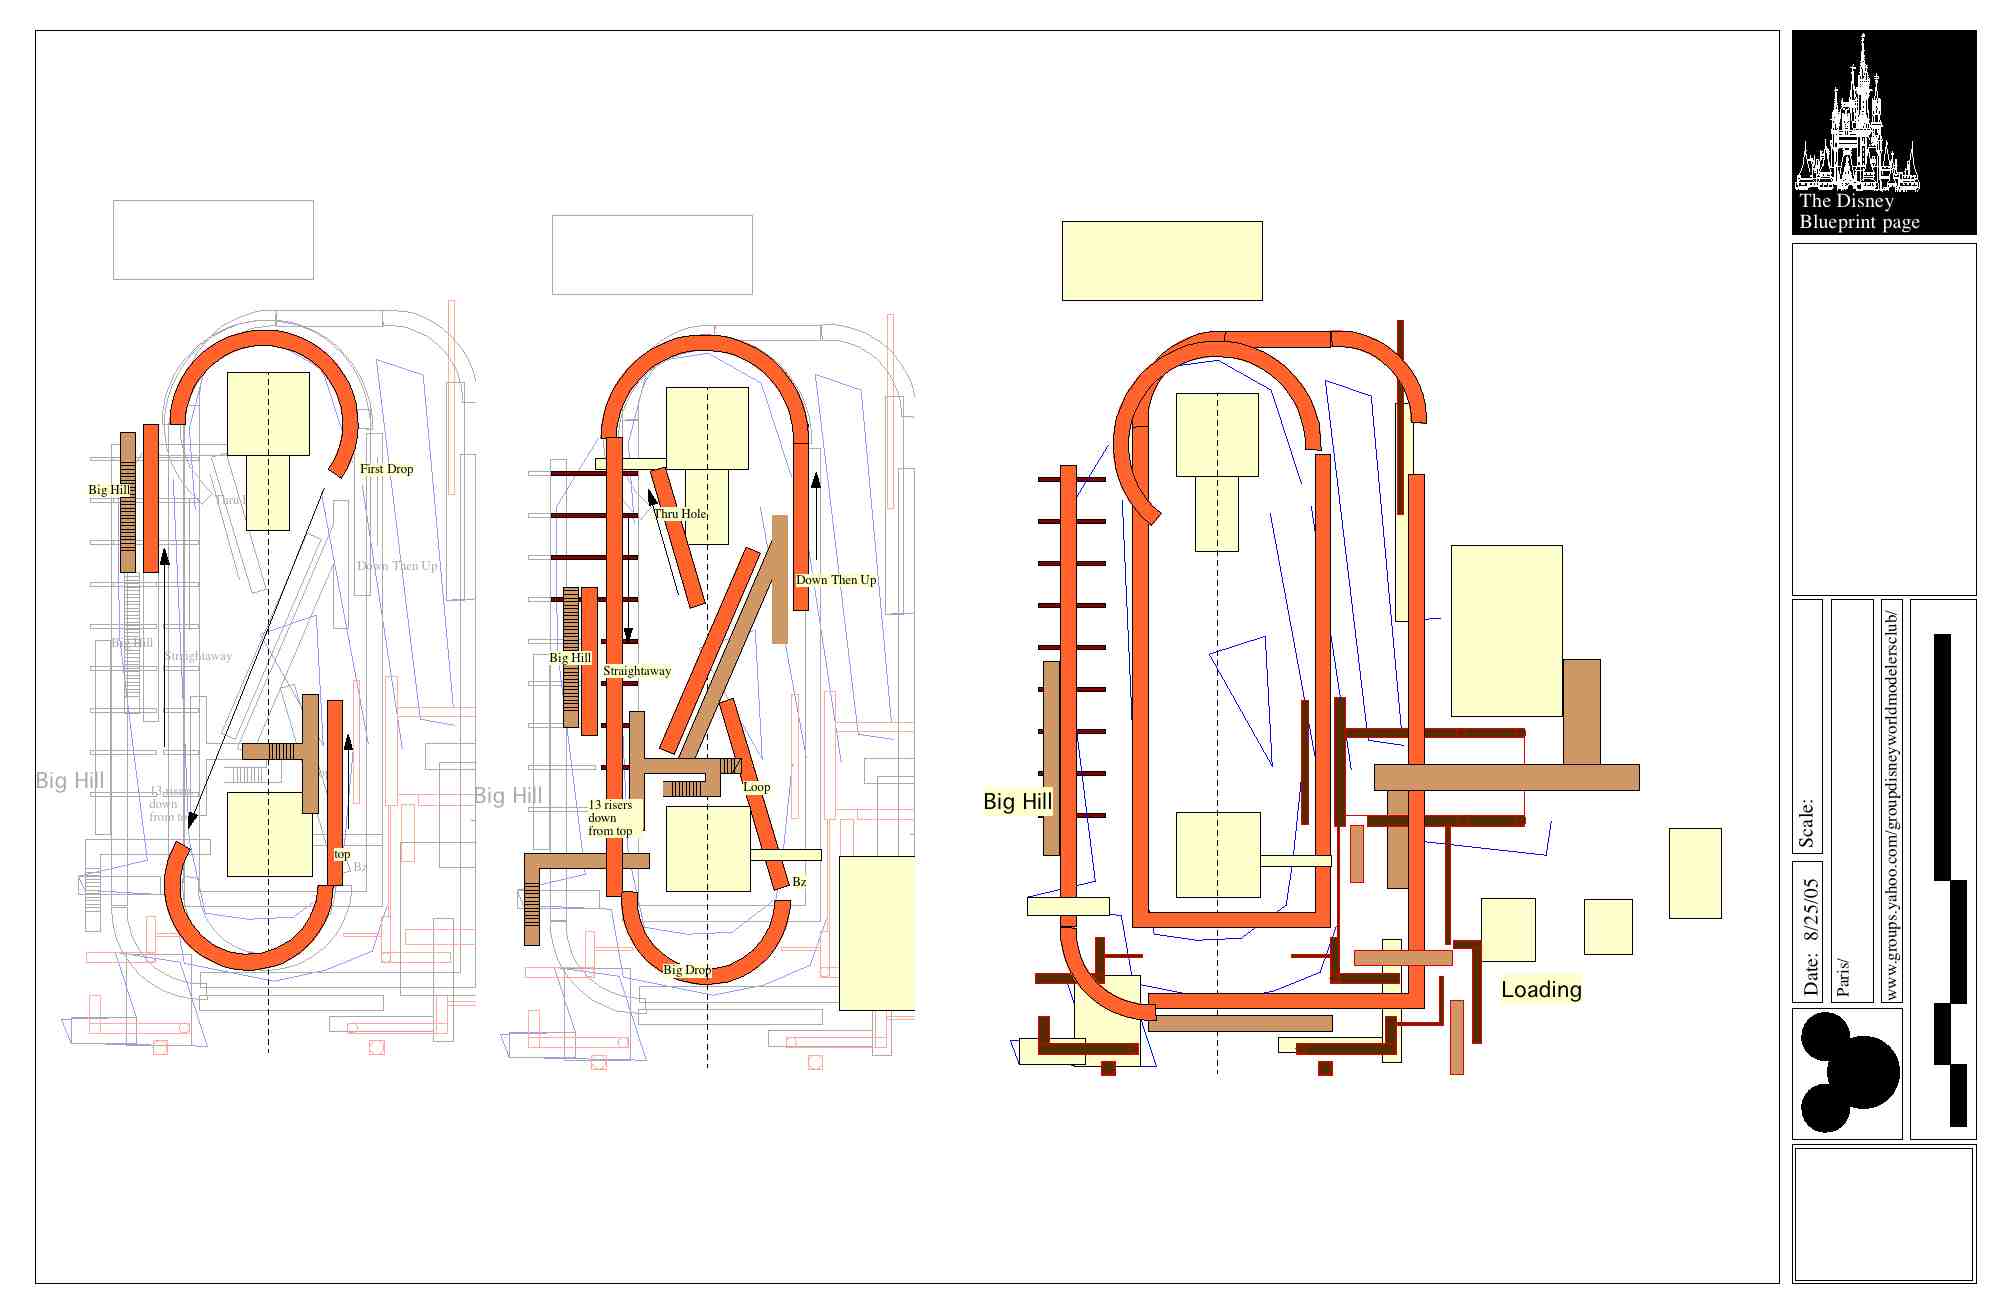 First Drop
Big Hill
Thru
Down Then Up
Big Hill
Straightaway
Big Hill
13 risers
down
from top
top
Bz
Thru Hole
Down Then Up
Big Hill
Straightaway
Big Hill
13 risers
down
from top
Loop
Bz
Big Drop
Big Hill
Loading
The Disney
Blueprint page
Scale:
Date: 8/25/05
Paris/
www.groups.yahoo.com/groupdisneyworldmodelersclub/